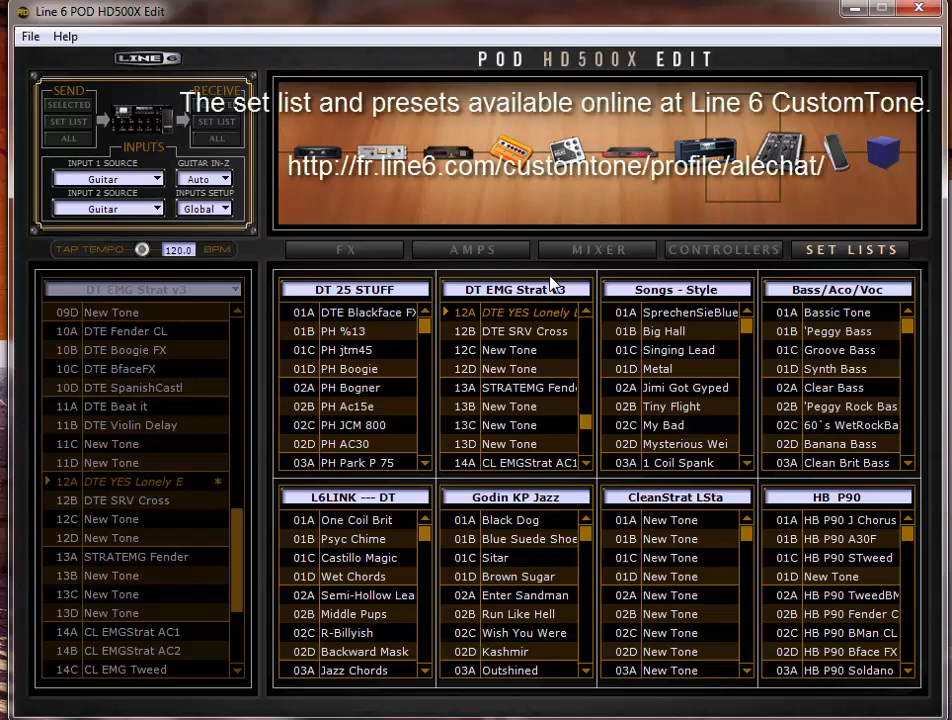 Line 6 POD HD500X Edit
File Help
LINE 6
POD HD500X EDIT
SEND RECEIVE
SELECTED
SET LIST SET LIST
ALL ALL
The set list and presets available online at Line 6 CustomTone.
http://fr.line6.com/customtone/profile/alechat/
INPUTS
INPUT 1 SOURCE GUITAR IN-Z
Guitar Auto
INPUT 2 SOURCE INPUTS SETUP
Guitar Global
TAP TEMPO 120.0 BPM
FX AMPS MIXER CONTROLLERS SET LISTS
DT EMG Strat v3
09D New Tone
10A DTE Fender CL
10B DTE Boogie FX
10C DTE BfaceFX
10D DTE SpanishCastl
11A DTE Beat it
11B DTE Violin Delay
11C New Tone
11D New Tone
12A DTE YES Lonely E *
12B DTE SRV Cross
12C New Tone
12D New Tone
13A STRATEMG Fender
13B New Tone
13C New Tone
13D New Tone
14A CL EMGStrat AC1
14B CL EMGStrat AC2
14C CL EMG Tweed
DT 25 STUFF
01A DTE Blackface FX
01B PH %13
01C PH jtm45
01D PH Boogie
02A PH Bogner
02B PH Ac15e
02C PH JCM 800
02D PH AC30
03A PH Park P 75
DT EMG Strat v3
12A DTE YES Lonely
12B DTE SRV Cross
12C New Tone
12D New Tone
13A STRATEMG Fend
13B New Tone
13C New Tone
13D New Tone
14A CL EMGStrat AC1
Songs - Style
01A SprechenSieBlue
01B Big Hall
01C Singing Lead
01D Metal
02A Jimi Got Gyped
02B Tiny Flight
02C My Bad
02D Mysterious Wei
03A 1 Coil Spank
Bass/Aco/Voc
01A Bassic Tone
01B 'Peggy Bass
01C Groove Bass
01D Synth Bass
02A Clear Bass
02B 'Peggy Rock Bas
02C 60`s WetRockBa
02D Banana Bass
03A Clean Brit Bass
L6LINK --- DT
01A One Coil Brit
01B Psyc Chime
01C Castillo Magic
01D Wet Chords
02A Semi-Hollow Lea
02B Middle Pups
02C R-Billyish
02D Backward Mask
03A Jazz Chords
Godin KP Jazz
01A Black Dog
01B Blue Suede Shoe
01C Sitar
01D Brown Sugar
02A Enter Sandman
02B Run Like Hell
02C Wish You Were
02D Kashmir
03A Outshined
CleanStrat LSta
01A New Tone
01B New Tone
01C New Tone
01D New Tone
02A New Tone
02B New Tone
02C New Tone
02D New Tone
03A New Tone
HB P90
01A HB P90 J Chorus
01B HB P90 A30F
01C HB P90 STweed
01D New Tone
02A HB P90 TweedBM
02B HB P90 Fender C
02C HB P90 BMan CL
02D HB P90 Bface FX
03A HB P90 Soldano